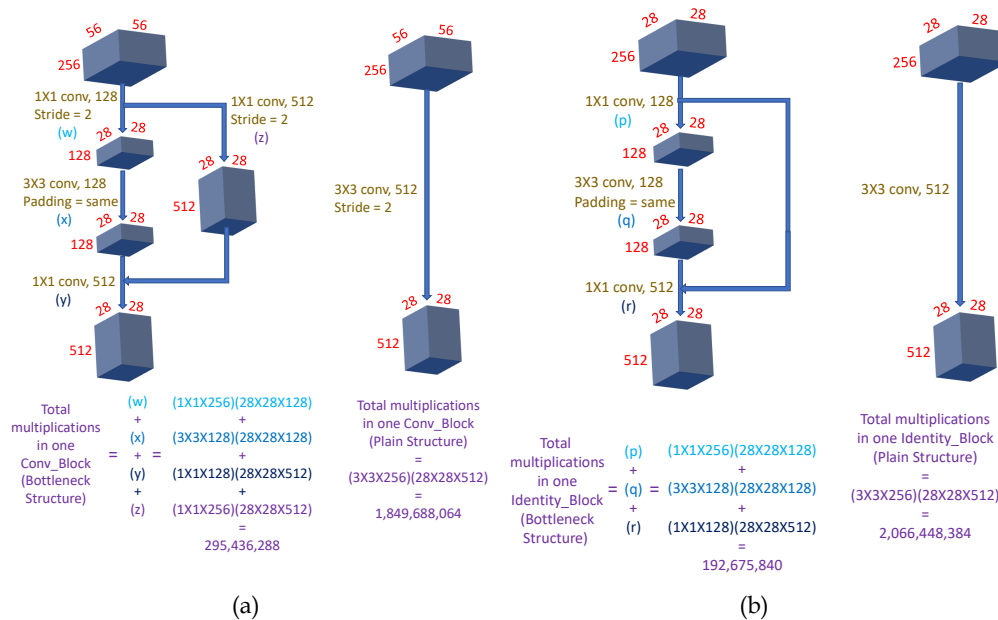 56 56
256
1X1 conv, 128
Stride = 2
(w)
1X1 conv, 512
Stride = 2
(z)
28 28
128
3X3 conv, 128
Padding = same
(x)
28 28
512
28 28
128
1X1 conv, 512
(y)
28 28
512
56 56
256
3X3 conv, 512
Stride = 2
28 28
512
Total
multiplications
in one
Conv_Block
(Bottleneck
Structure)
=
(w)
+
(x)
+
(y)
+
(z)
=
(1X1X256)(28X28X128)
+
(3X3X128)(28X28X128)
+
(1X1X128)(28X28X512)
+
(1X1X256)(28X28X512)
=
295,436,288
Total multiplications
in one Conv_Block
(Plain Structure)
=
(3X3X256)(28X28X512)
=
1,849,688,064
(a)
28 28
256
1X1 conv, 128
(p)
28 28
128
3X3 conv, 128
Padding = same
(q)
28 28
128
1X1 conv, 512
(r)
28 28
512
28 28
256
3X3 conv, 512
28 28
512
Total
multiplications
in one
Identity_Block
(Bottleneck
Structure)
=
(p)
+
(q)
+
(r)
=
(1X1X256)(28X28X128)
+
(3X3X128)(28X28X128)
+
(1X1X128)(28X28X512)
=
192,675,840
Total multiplications
in one Identity_Block
(Plain Structure)
=
(3X3X256)(28X28X512)
=
2,066,448,384
(b)